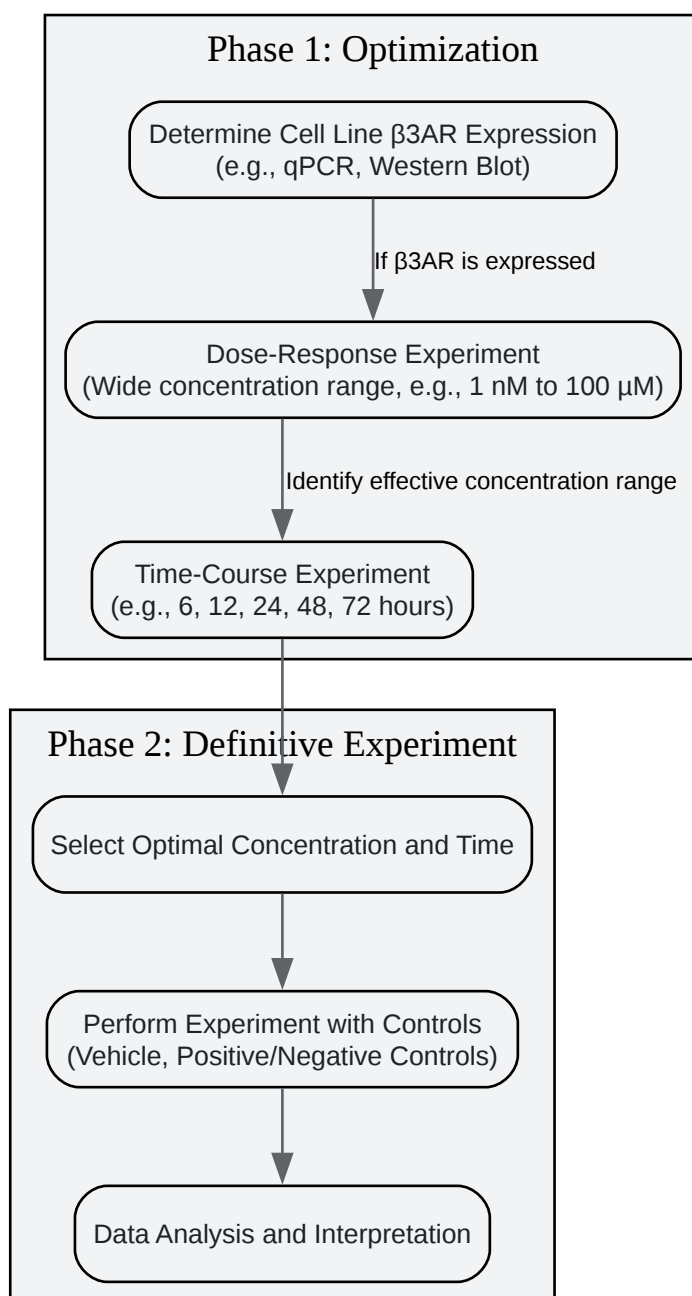 Phase 1: Optimization
Determine Cell Line β3AR Expression
(e.g., qPCR, Western Blot)
If β3AR is expressed
Dose-Response Experiment
(Wide concentration range, e.g., 1 nM to 100 µM)
Identify effective concentration range
Time-Course Experiment
(e.g., 6, 12, 24, 48, 72 hours)
Phase 2: Definitive Experiment
Select Optimal Concentration and Time
Perform Experiment with Controls
(Vehicle, Positive/Negative Controls)
Data Analysis and Interpretation